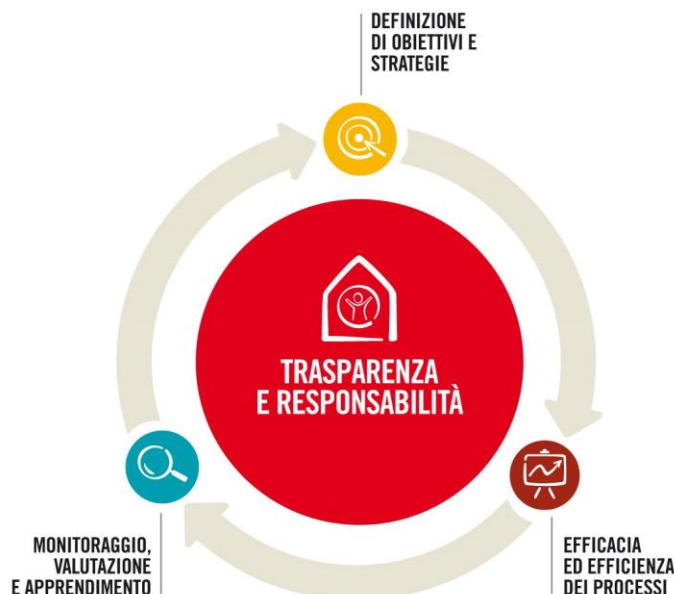 DEFINIZIONE
DI OBIETTIVI E
STRATEGIE
TRASPARENZA
E RESPONSABILITÀ
MONITORAGGIO,
VALUTAZIONE
E APPRENDIMENTO
EFFICACIA
ED EFFICIENZA
DEI PROCESSI